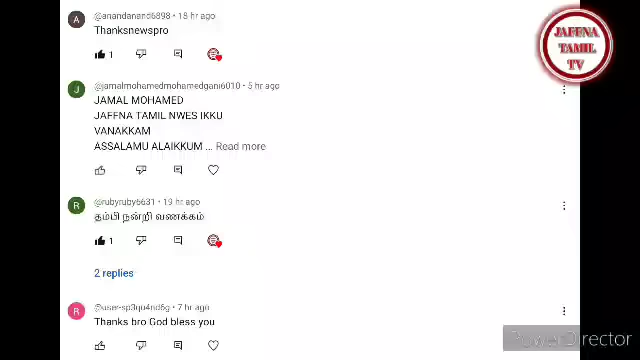 @anandanand6898 • 18 hr ago
Thanksnewspro
1
JAFFNA
TAMIL
TV
@jamalmohamedmohamedgani6010 • 5 hr ago
JAMAL MOHAMED
JAFFNA TAMIL NWES IKKU
VANAKKAM
ASSALAMU ALAIKKUM ... Read more
@rubyruby6631 • 19 hr ago
தம்பி நன்றி வணக்கம்
1
2 replies
@user-sp3qu4nd6g • 7 hr ago
Thanks bro God bless you
PowerDirector